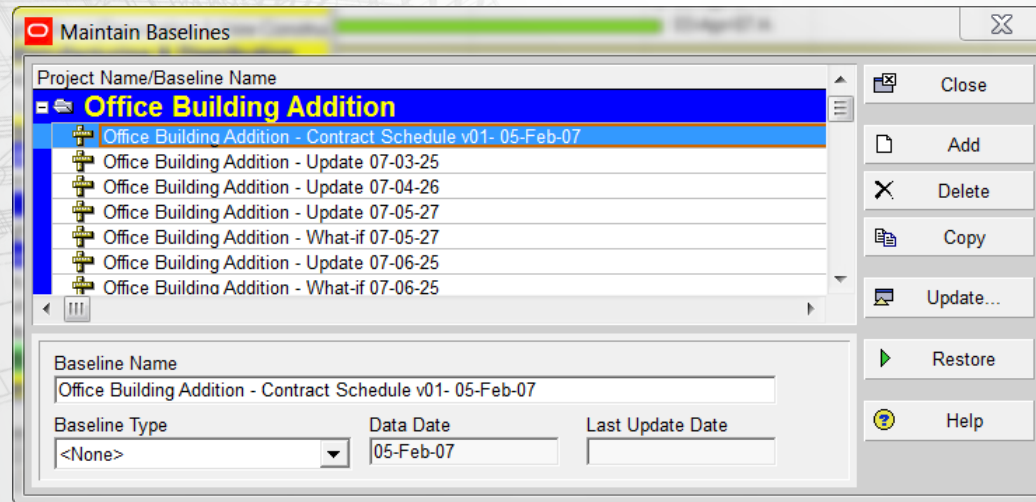 Maintain Baselines
Project Name/Baseline Name
Office Building Addition
Office Building Addition - Contract Schedule v01- 05-Feb-07
Office Building Addition - Update 07-03-25
Office Building Addition - Update 07-04-26
Office Building Addition - Update 07-05-27
Office Building Addition - What-if 07-05-27
Office Building Addition - Update 07-06-25
Office Building Addition - What-if 07-06-25
Close
Add
Delete
Copy
Update...
Restore
Help
Baseline Name
Office Building Addition - Contract Schedule v01- 05-Feb-07
Baseline Type Data Date Last Update Date
<None> 05-Feb-07